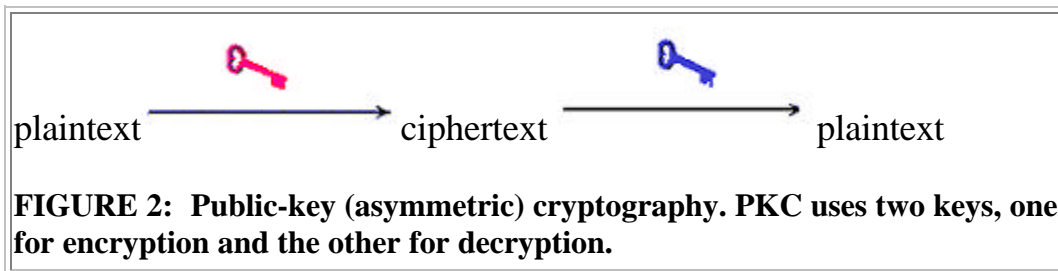 plaintext ciphertext plaintext
FIGURE 2: Public-key (asymmetric) cryptography. PKC uses two keys, one
for encryption and the other for decryption.